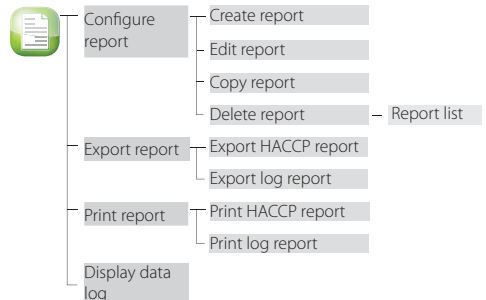 Configure
report
Create report
Edit report
Copy report
Delete report
Report list
Export report
Export HACCP report
Export log report
Print report
Print HACCP report
Print log report
Display data
log